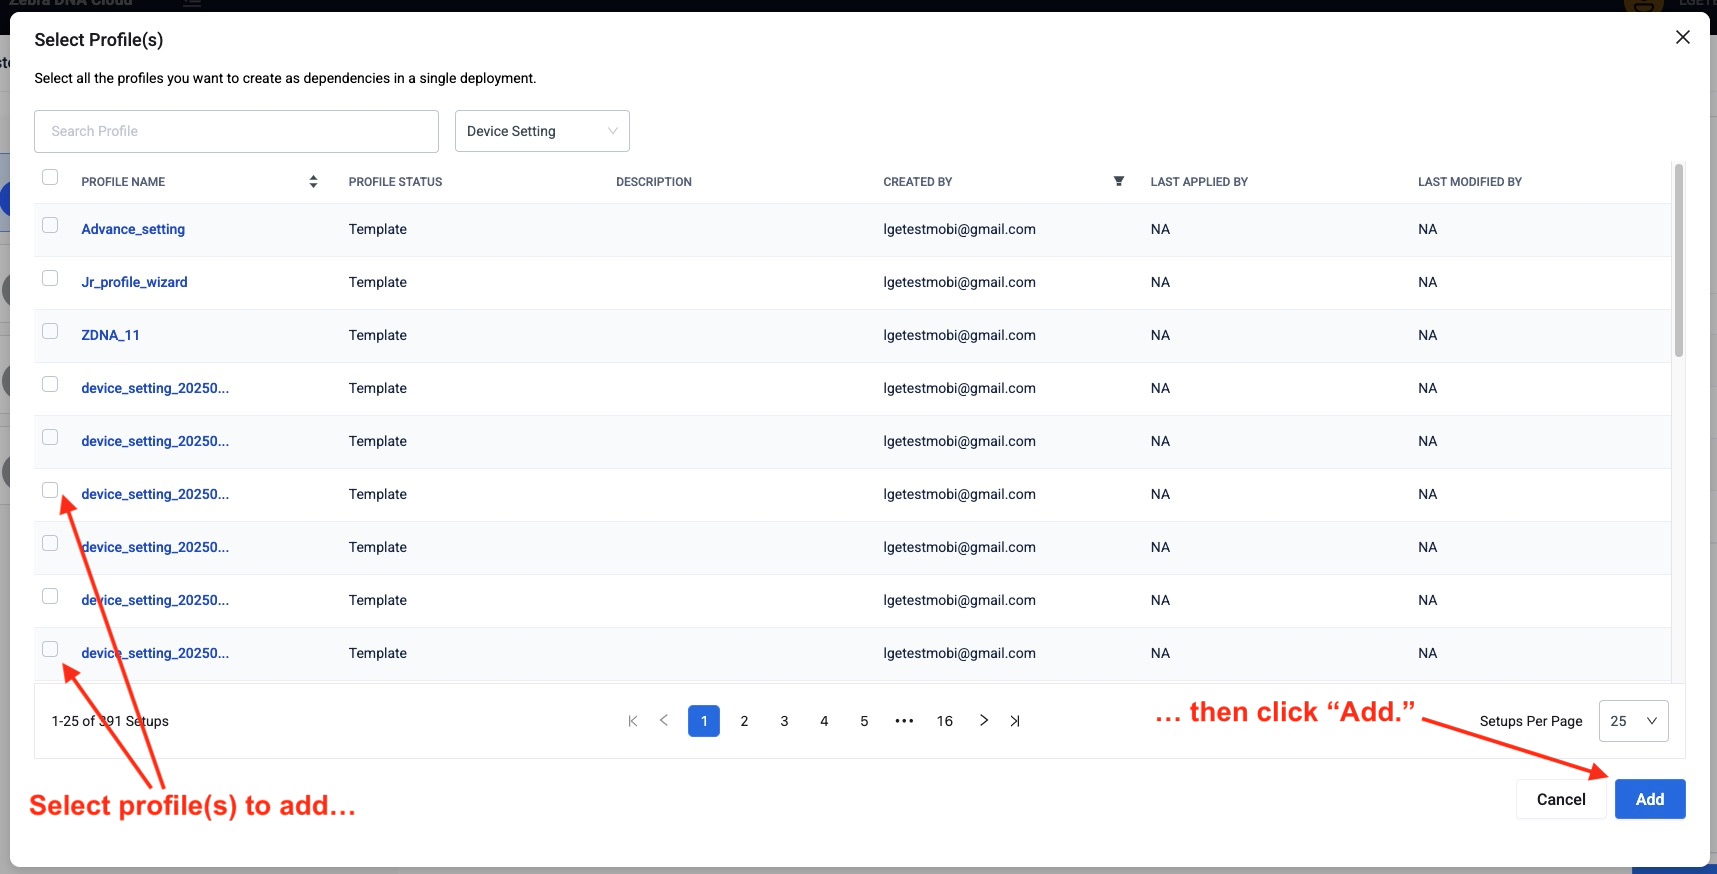 Zebra DNA Cloud
Select Profile(s)
Select all the profiles you want to create as dependencies in a single deployment.
Search Profile
Device Setting
PROFILE NAME PROFILE STATUS DESCRIPTION CREATED BY LAST APPLIED BY LAST MODIFIED BY
Advance_setting Template lgetestmobi@gmail.com NA NA
Jr_profile_wizard Template lgetestmobi@gmail.com NA NA
ZDNA_11 Template lgetestmobi@gmail.com NA NA
device_setting_20250... Template lgetestmobi@gmail.com NA NA
device_setting_20250... Template lgetestmobi@gmail.com NA NA
device_setting_20250... Template lgetestmobi@gmail.com NA NA
device_setting_20250... Template lgetestmobi@gmail.com NA NA
device_setting_20250... Template lgetestmobi@gmail.com NA NA
device_setting_20250... Template lgetestmobi@gmail.com NA NA
1-25 of 391 Setups 1 2 3 4 5 ••• 16 Setups Per Page 25
... then click “Add.”
Select profile(s) to add...
Cancel Add